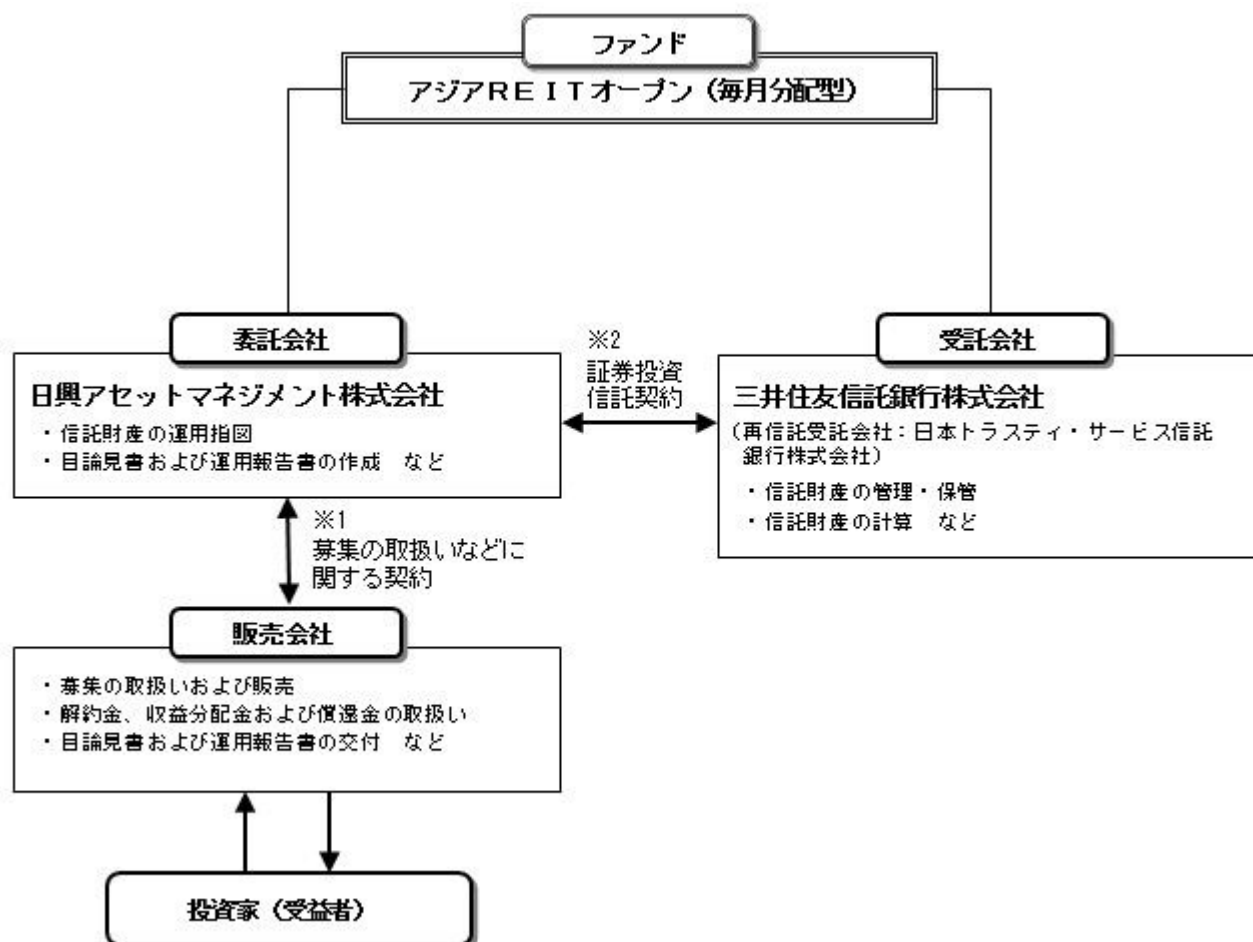 ファンド
アジアREITオープン（毎月分配型）
委託会社
日興アセットマネジメント株式会社
・信託財産の運用指図
・目論見書および運用報告書の作成　など
※2
証券投資
信託契約
受託会社
三井住友信託銀行株式会社
（再信託受託会社：日本トラスティ・サービス信託
銀行株式会社）
・信託財産の管理・保管
・信託財産の計算　など
※1
募集の取扱いなどに
関する契約
販売会社
・募集の取扱いおよび販売
・解約金、収益分配金および償還金の取扱い
・目論見書および運用報告書の交付　など
投資家（受益者）